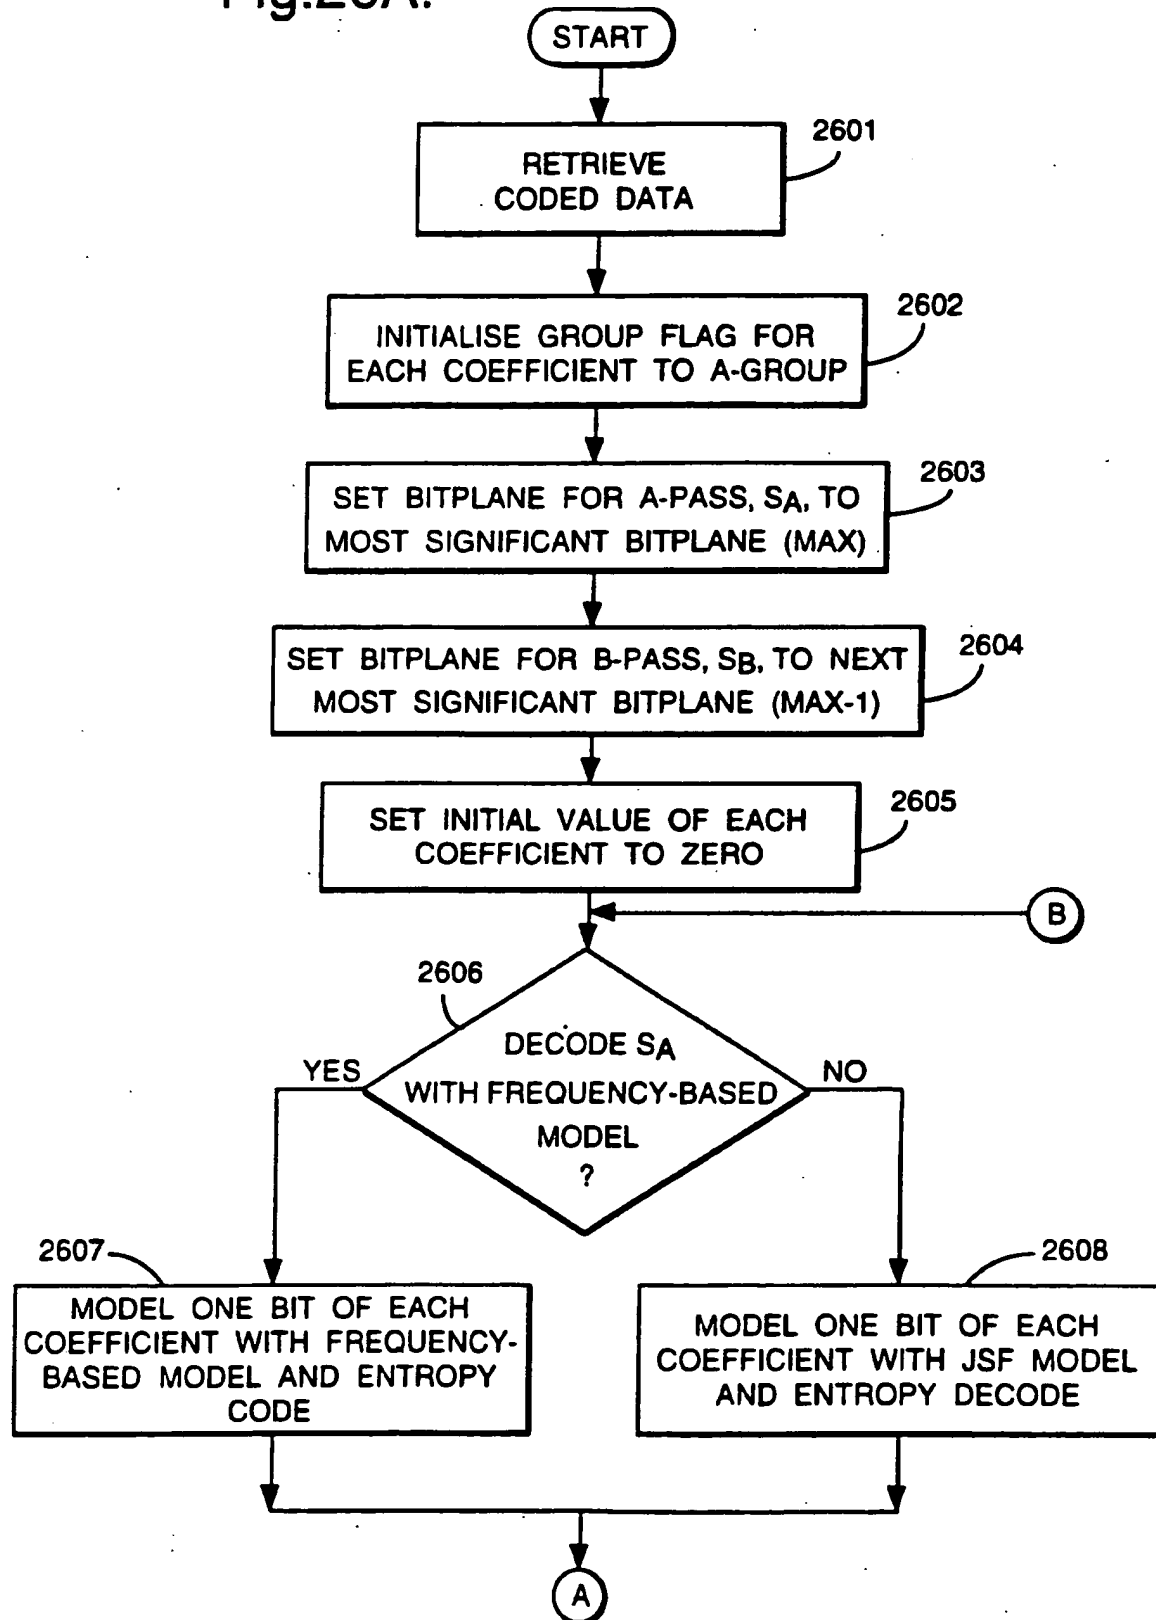 START
2601
RETRIEVE
CODED DATA
2602
INITIALISE GROUP FLAG FOR
EACH COEFFICIENT TO A-GROUP
2603
SET BITPLANE FOR A-PASS, SA, TO
MOST SIGNIFICANT BITPLANE (MAX)
2604
SET BITPLANE FOR B-PASS, SB, TO NEXT
MOST SIGNIFICANT BITPLANE (MAX-1)
2605
SET INITIAL VALUE OF EACH
COEFFICIENT TO ZERO
B
2606
DECODE SA
WITH FREQUENCY-BASED
MODEL
?
YES
NO
2607
MODEL ONE BIT OF EACH
COEFFICIENT WITH FREQUENCY-
BASED MODEL AND ENTROPY
CODE
2608
MODEL ONE BIT OF EACH
COEFFICIENT WITH JSF MODEL
AND ENTROPY DECODE
A